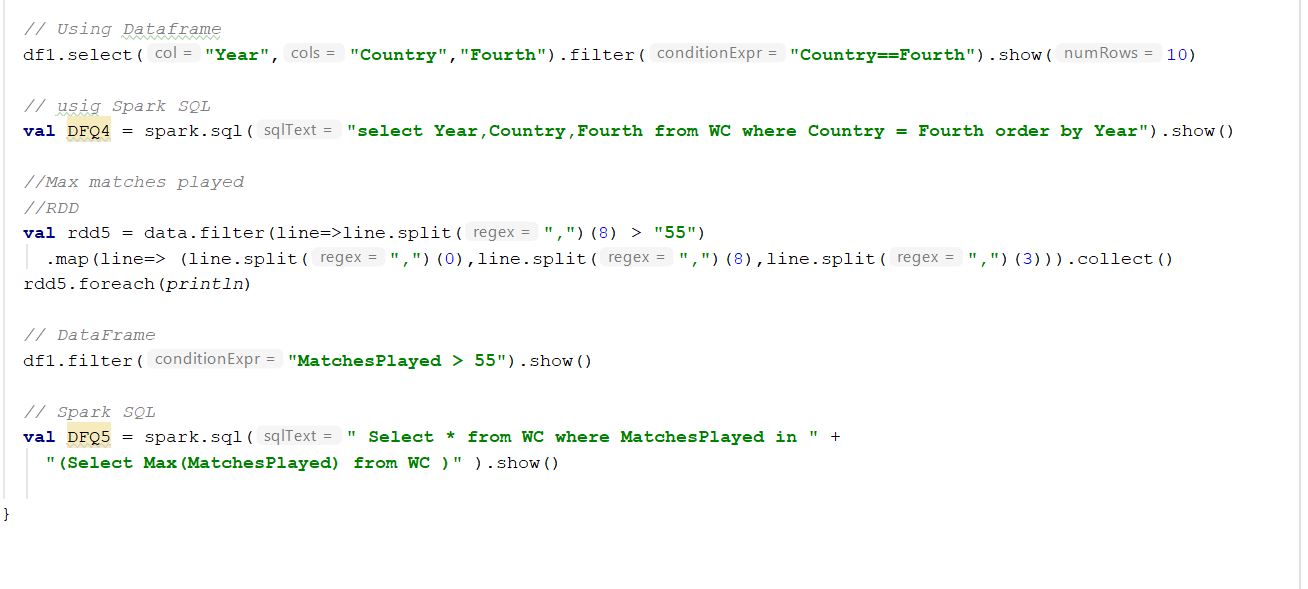 // Using Dataframe
df1.select( col = "Year", cols = "Country","Fourth").filter( conditionExpr = "Country==Fourth").show( numRows = 10)
// usig Spark SQL
val DFQ4 = spark.sql( sqlText = "select Year,Country,Fourth from WC where Country = Fourth order by Year").show()
//Max matches played
//RDD
val rdd5 = data.filter(line=>line.split( regex = ",")(8) > "55")
.map(line=> (line.split( regex = ",")(0),line.split( regex = ",")(8),line.split( regex = ",")(3))).collect()
rdd5.foreach(println)
// DataFrame
df1.filter( conditionExpr = "MatchesPlayed > 55").show()
// Spark SQL
val DFQ5 = spark.sql( sqlText = " Select * from WC where MatchesPlayed in " +
"(Select Max(MatchesPlayed) from WC )" ).show()
}